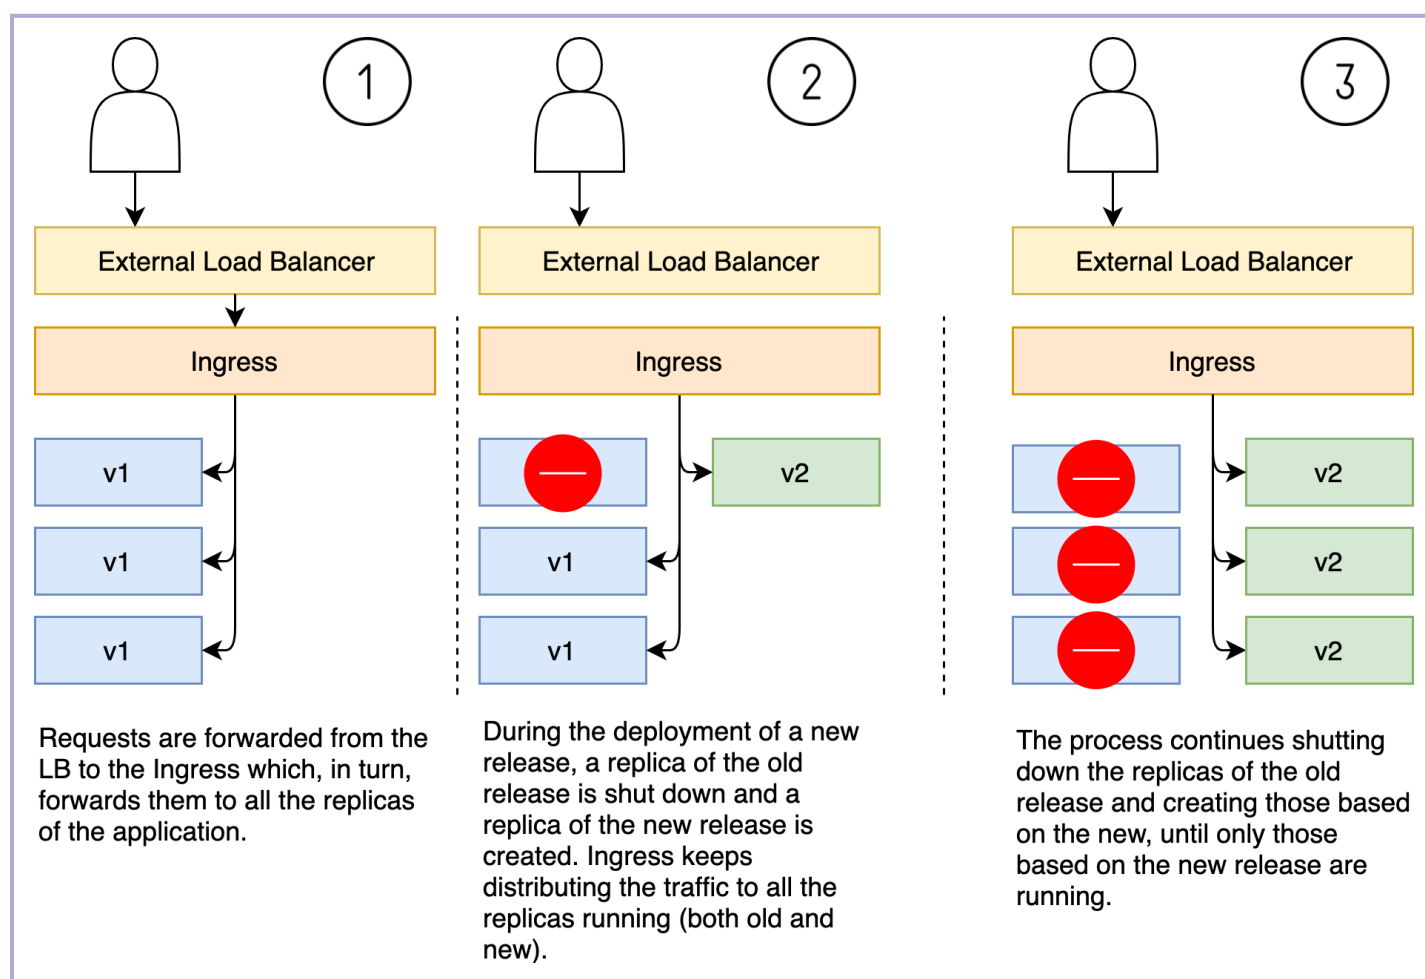 1
External Load Balancer
Ingress
v1
v1
v1
Requests are forwarded from the
LB to the Ingress which, in turn,
forwards them to all the replicas
of the application.
2
External Load Balancer
Ingress
v2
v1
v1
During the deployment of a new
release, a replica of the old
release is shut down and a
replica of the new release is
created. Ingress keeps
distributing the traffic to all the
replicas running (both old and
new).
3
External Load Balancer
Ingress
v2
v2
v2
The process continues shutting
down the replicas of the old
release and creating those based
on the new, until only those
based on the new release are
running.